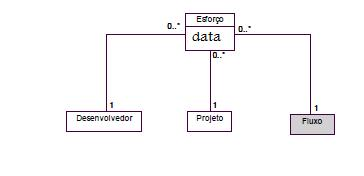 Esforço
data
0..*
0..*
0..*
1
1
1
Desenvolvedor
Projeto
Fluxo